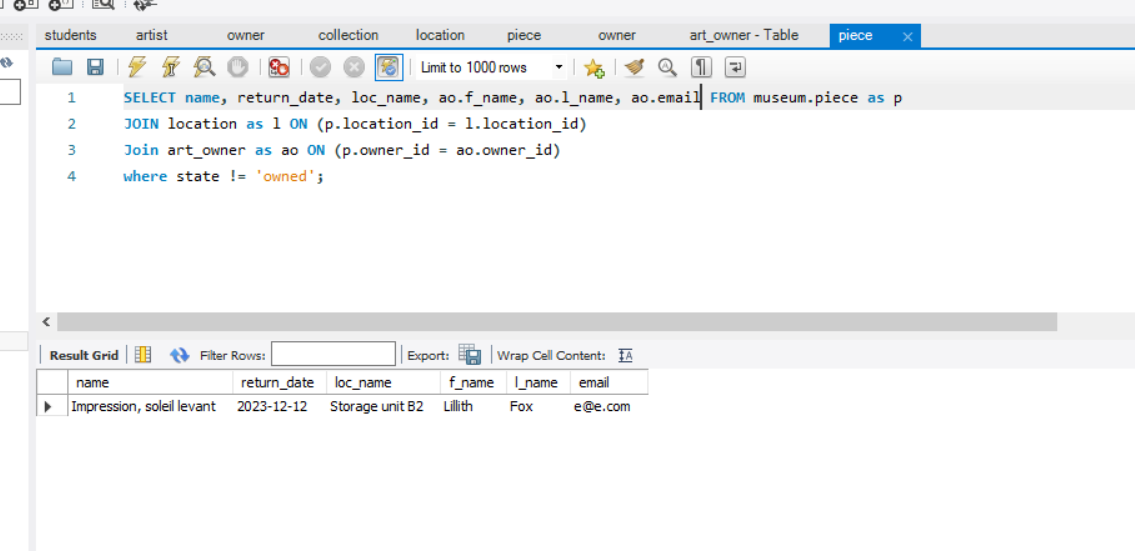 students artist owner collection location piece owner art_owner - Table piece
Limit to 1000 rows
1 SELECT name, return_date, loc_name, ao.f_name, ao.l_name, ao.email FROM museum.piece as p
2 JOIN location as l ON (p.location_id = l.location_id)
3 Join art_owner as ao ON (p.owner_id = ao.owner_id)
4 where state != 'owned';
Result Grid Filter Rows: Export: Wrap Cell Content:
name return_date loc_name f_name l_name email
Impression, soleil levant 2023-12-12 Storage unit B2 Lillith Fox e@e.com